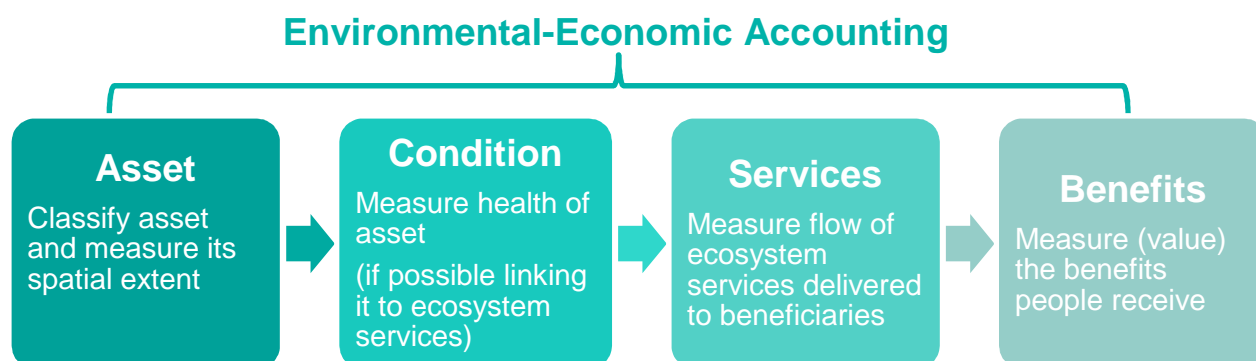 Environmental-Economic Accounting
Asset
Classify asset
and measure its
spatial extent
Condition
Measure health of
asset
(if possible linking
it to ecosystem
services)
Services
Measure flow of
ecosystem
services delivered
to beneficiaries
Benefits
Measure (value)
the benefits
people receive